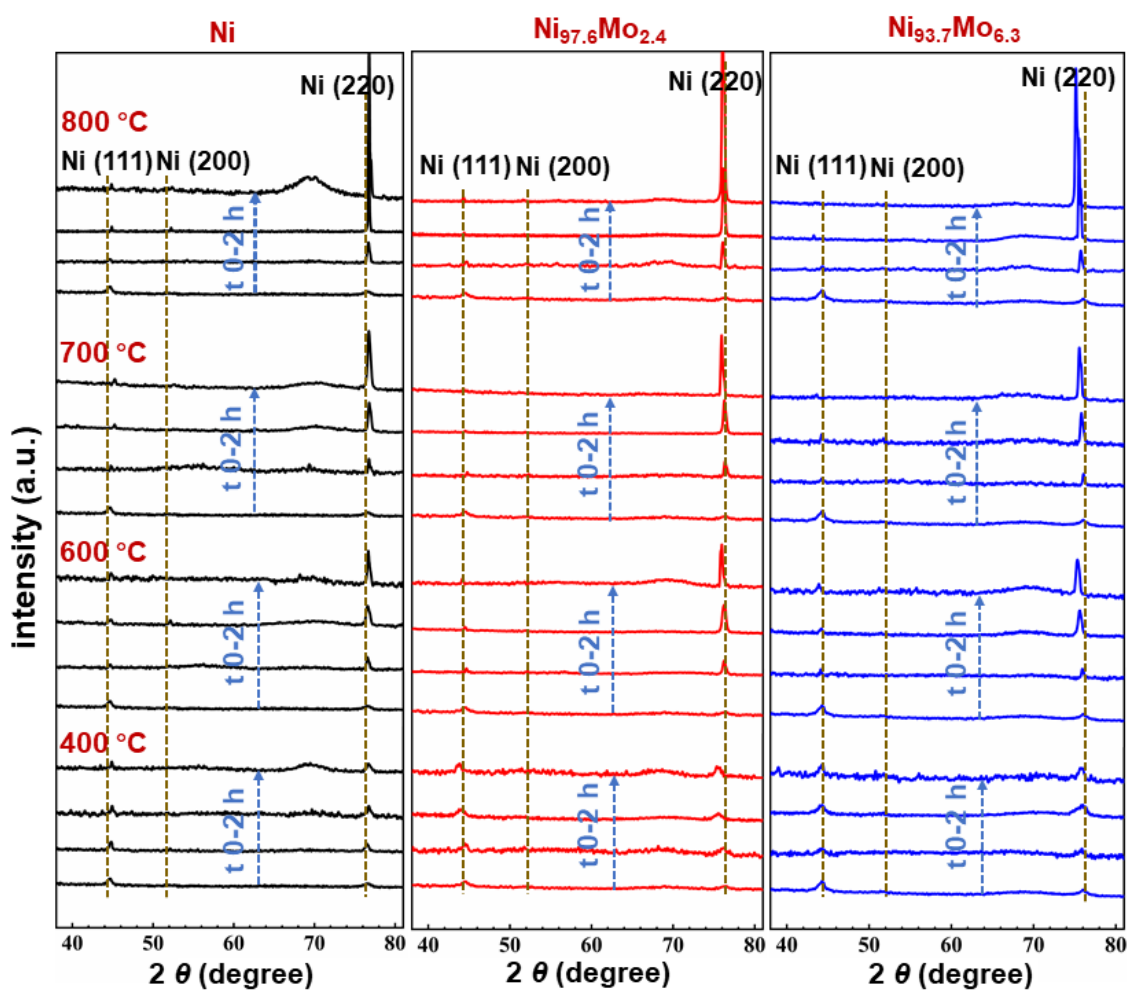 Ni
Ni97.6Mo2.4
Ni93.7Mo6.3
Ni (220)
Ni (220)
Ni (220)
800 °C
Ni (111) Ni (200)
Ni (111) Ni (200)
Ni (111) Ni (200)
t 0-2 h
t 0-2 h
t 0-2 h
700 °C
t 0-2 h
t 0-2 h
t 0-2 h
intensity (a.u.)
600 °C
t 0-2 h
t 0-2 h
t 0-2 h
400 °C
t 0-2 h
t 0-2 h
t 0-2 h
40 50 60 70 80
40 50 60 70 80
40 50 60 70 80
2 θ (degree)
2 θ (degree)
2 θ (degree)